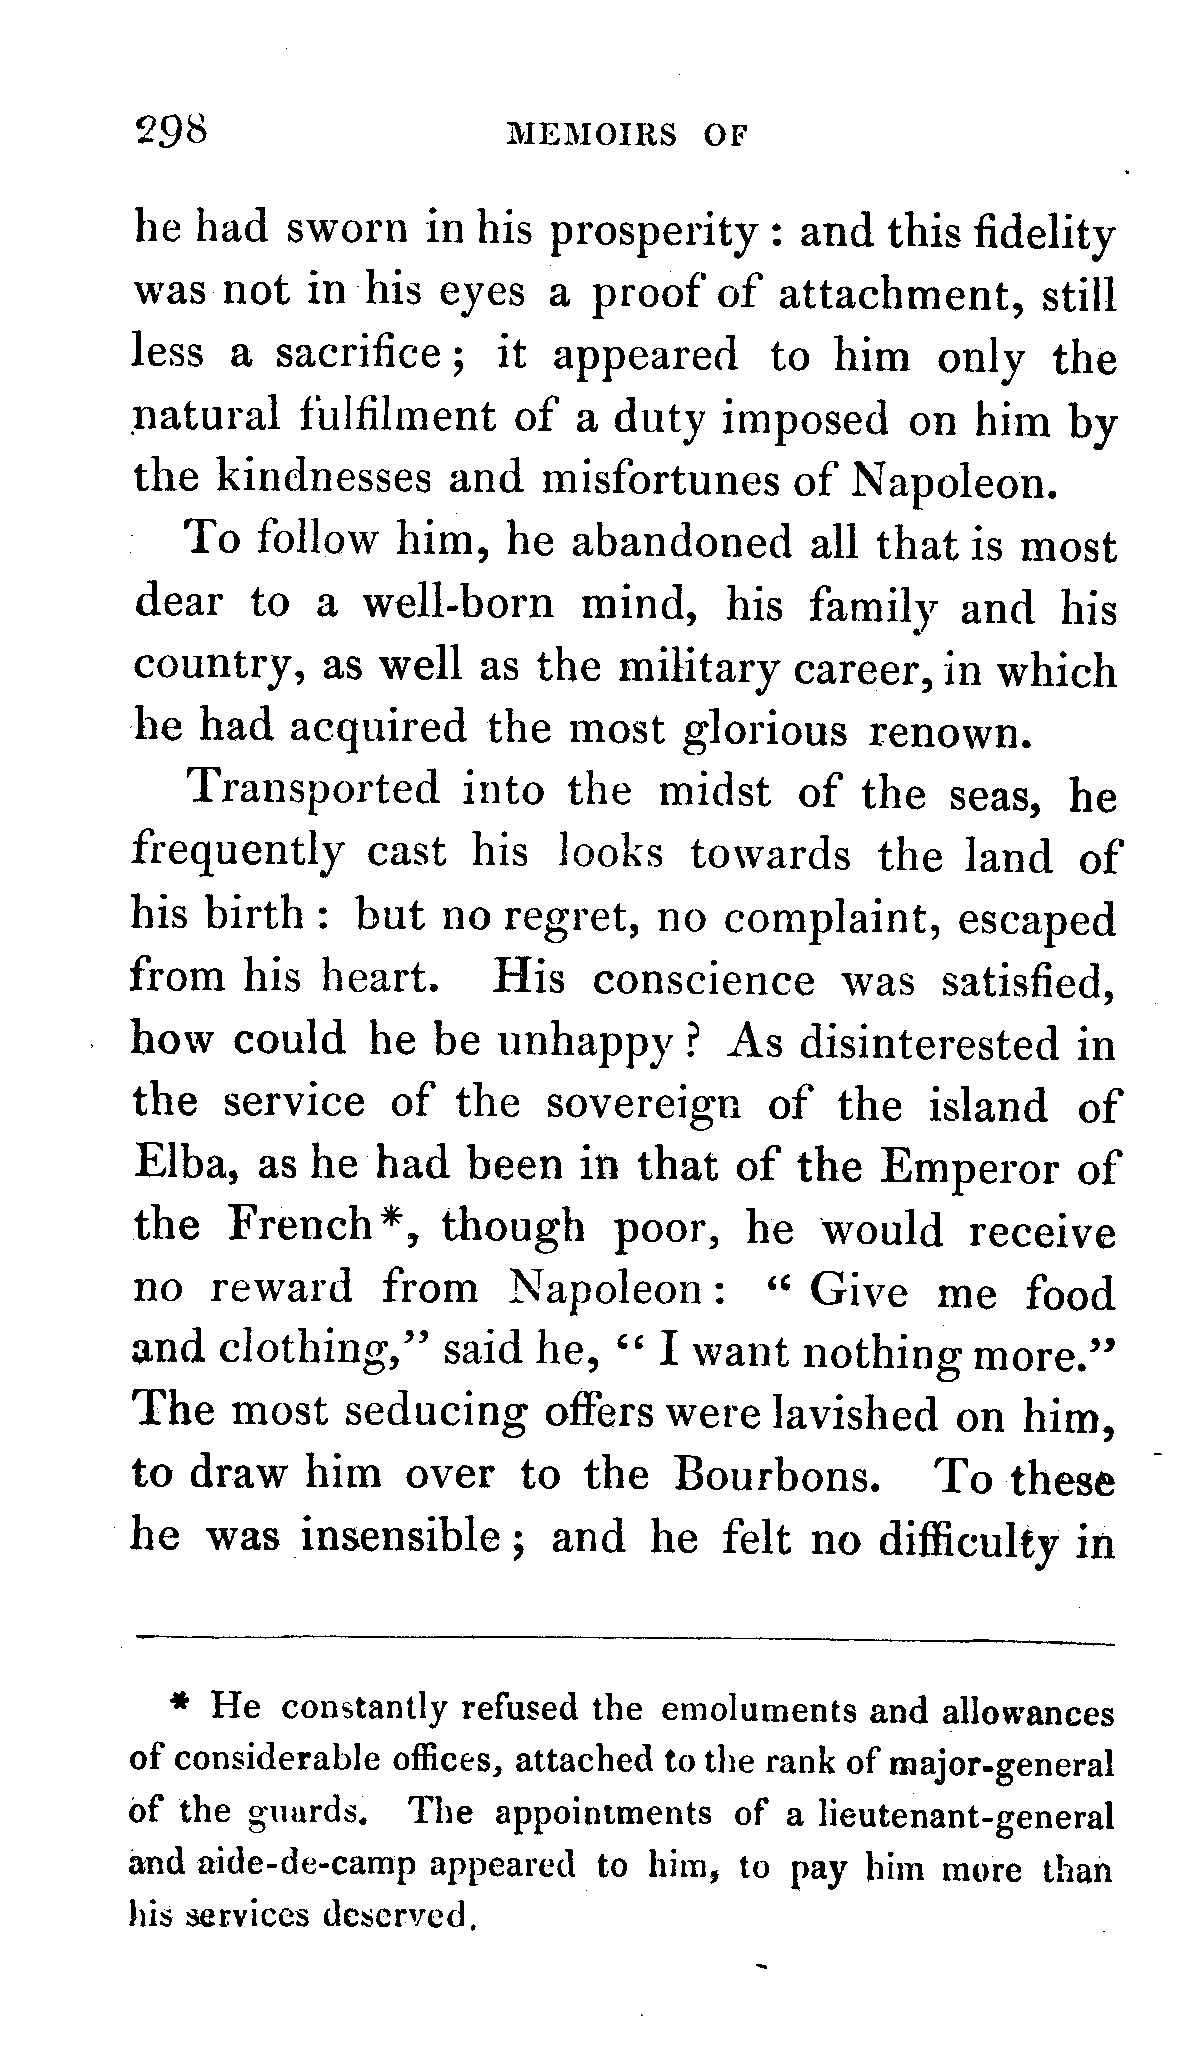 298 MEMOIRS OF
he had sworn in his prosperity : and this fidelity
was not in his eyes a proof of attachment, still
less a sacrifice ; it appeared to him only the
natural fulfilment of a duty imposed on him by
the kindnesses and misfortunes of Napoleon.
To follow him, he abandoned all that is most
dear to a well-born mind, his family and his
country, as well as the military career, in which
he had acquired the most glorious renown.
Transported into the midst of the seas, he
frequently cast his looks towards the land of
his birth : but no regret, no complaint, escaped
from his heart. His conscience was satisfied,
how could he be unhappy ? As disinterested in
the service of the sovereign of the island of
Elba, as he had been in that of the Emperor of
the French*, though poor, he would receive
no reward from Napoleon : “ Give me food
and clothing,” said he, “ I want nothing more.”
The most seducing offers were lavished on him,
to draw him over to the Bourbons. To these
he was insensible ; and he felt no difficulty in
* He constantly refused the emoluments and allowances
of considerable offices, attached to the rank of major-general
of the guards. The appointments of a lieutenant-general
and aide-de-camp appeared to him, to pay him more than
his services deserved.